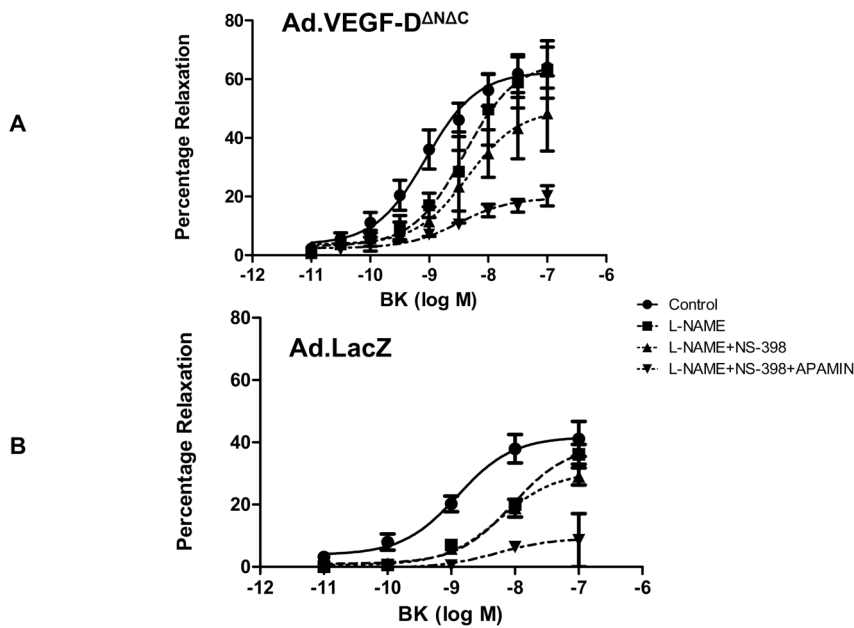 Ad.VEGF-DΔNΔC
A
Percentage Relaxation
80
60
40
20
0
-12 -11 -10 -9 -8 -7 -6
BK (log M)
Control
L-NAME
L-NAME+NS-398
L-NAME+NS-398+APAMIN
Ad.LacZ
B
Percentage Relaxation
80
60
40
20
0
-12 -11 -10 -9 -8 -7 -6
BK (log M)